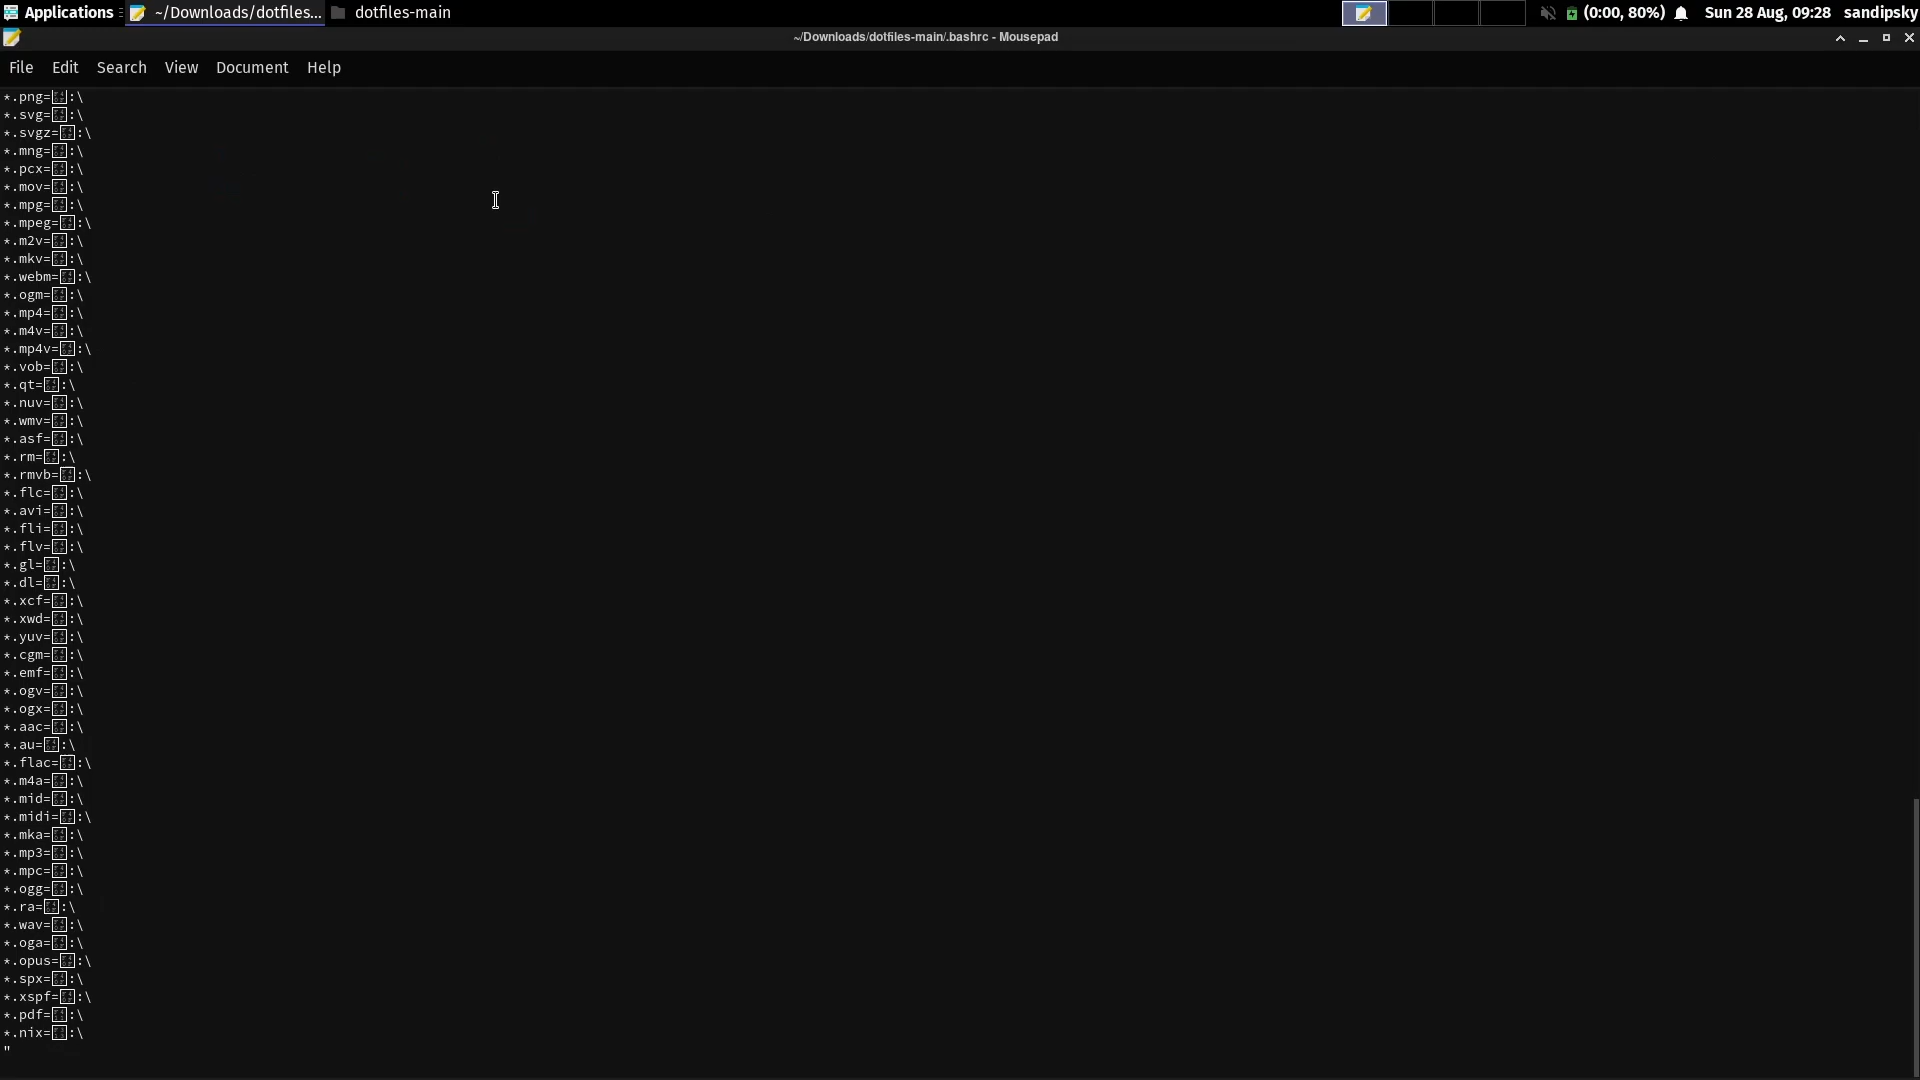 Applications ~/Downloads/dotfiles... dotfiles-main (0:00, 80%) Sun 28 Aug, 09:28 sandipsky
~/Downloads/dotfiles-main/.bashrc - Mousepad
File Edit Search View Document Help
*.png=:\
*.svg=:\
*.svgz=:\
*.mng=:\
*.pcx=:\
*.mov=:\
*.mpg=:\
*.mpeg=:\
*.m2v=:\
*.mkv=:\
*.webm=:\
*.ogm=:\
*.mp4=:\
*.m4v=:\
*.mp4v=:\
*.vob=:\
*.qt=:\
*.nuv=:\
*.wmv=:\
*.asf=:\
*.rm=:\
*.rmvb=:\
*.flc=:\
*.avi=:\
*.fli=:\
*.flv=:\
*.gl=:\
*.dl=:\
*.xcf=:\
*.xwd=:\
*.yuv=:\
*.cgm=:\
*.emf=:\
*.ogv=:\
*.ogx=:\
*.aac=:\
*.au=:\
*.flac=:\
*.m4a=:\
*.mid=:\
*.midi=:\
*.mka=:\
*.mp3=:\
*.mpc=:\
*.ogg=:\
*.ra=:\
*.wav=:\
*.oga=:\
*.opus=:\
*.spx=:\
*.xspf=:\
*.pdf=:\
*.nix=:\
"